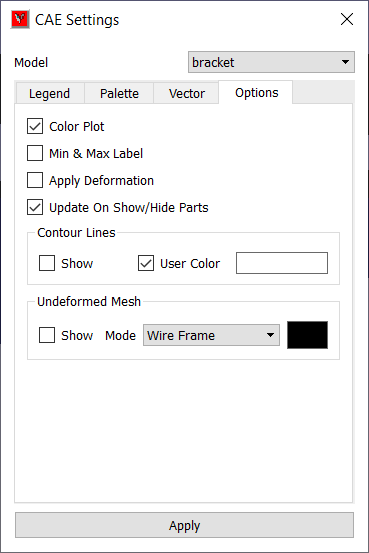 CAE Settings
Model bracket
Legend Palette Vector Options
Color Plot
Min & Max Label
Apply Deformation
Update On Show/Hide Parts
Contour Lines
Show User Color
Undeformed Mesh
Show Mode Wire Frame
Apply